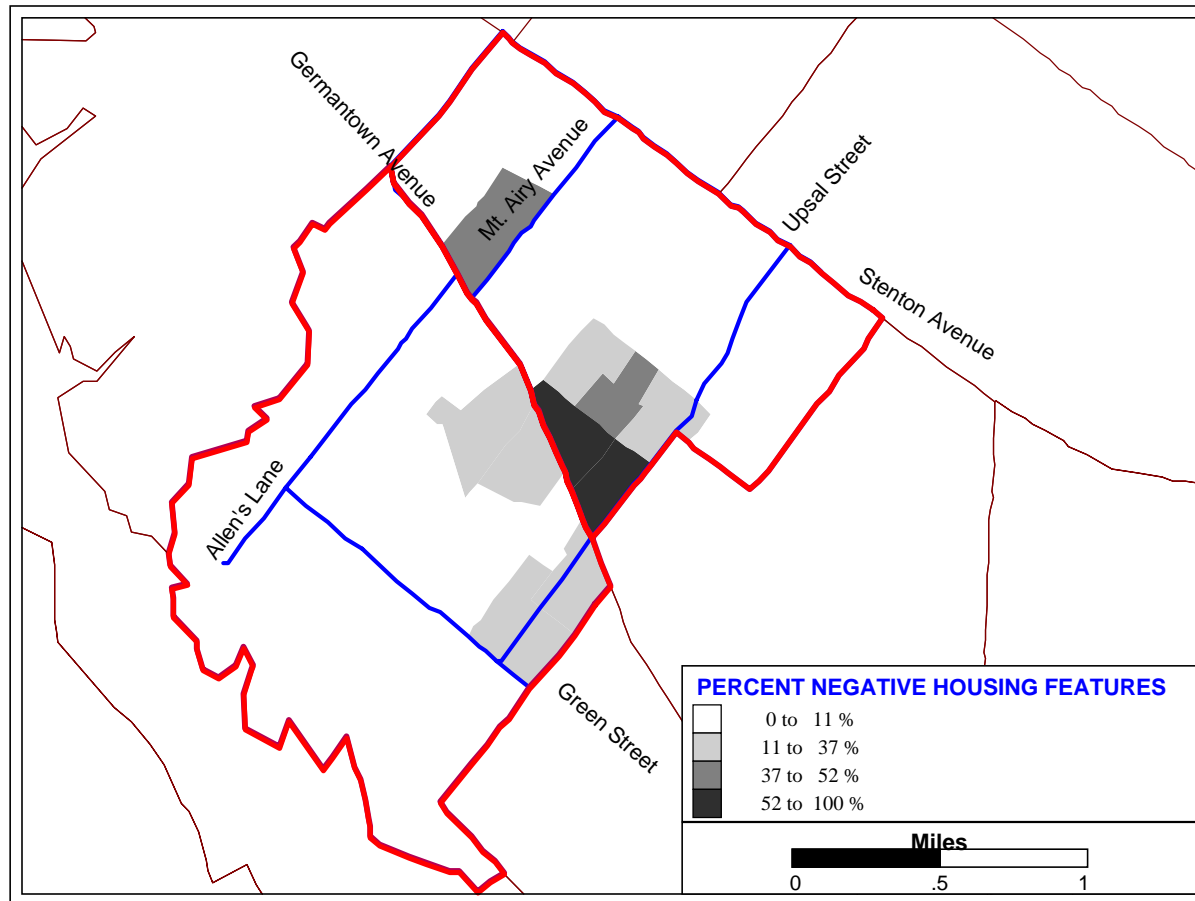 Germantown Avenue
Mt. Airy Avenue
Upsal Street
Stenton Avenue
Allen's Lane
Green Street
PERCENT NEGATIVE HOUSING FEATURES
0 to 11 %
11 to 37 %
37 to 52 %
52 to 100 %
Miles
0 .5 1